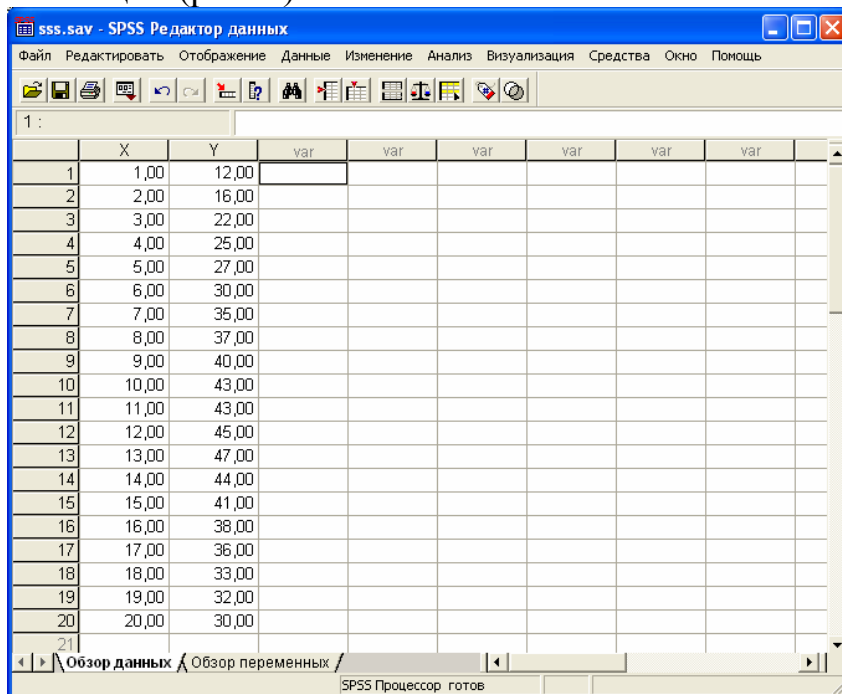 sss.sav - SPSS Редактор данных
Файл Редактировать Отображение Данные Изменение Анализ Визуализация Средства Окно Помощь
1 :
X Y var var var var var var
1 1,00 12,00
2 2,00 16,00
3 3,00 22,00
4 4,00 25,00
5 5,00 27,00
6 6,00 30,00
7 7,00 35,00
8 8,00 37,00
9 9,00 40,00
10 10,00 43,00
11 11,00 43,00
12 12,00 45,00
13 13,00 47,00
14 14,00 44,00
15 15,00 41,00
16 16,00 38,00
17 17,00 36,00
18 18,00 33,00
19 19,00 32,00
20 20,00 30,00
21
Обзор данных Обзор переменных
SPSS Процессор готов